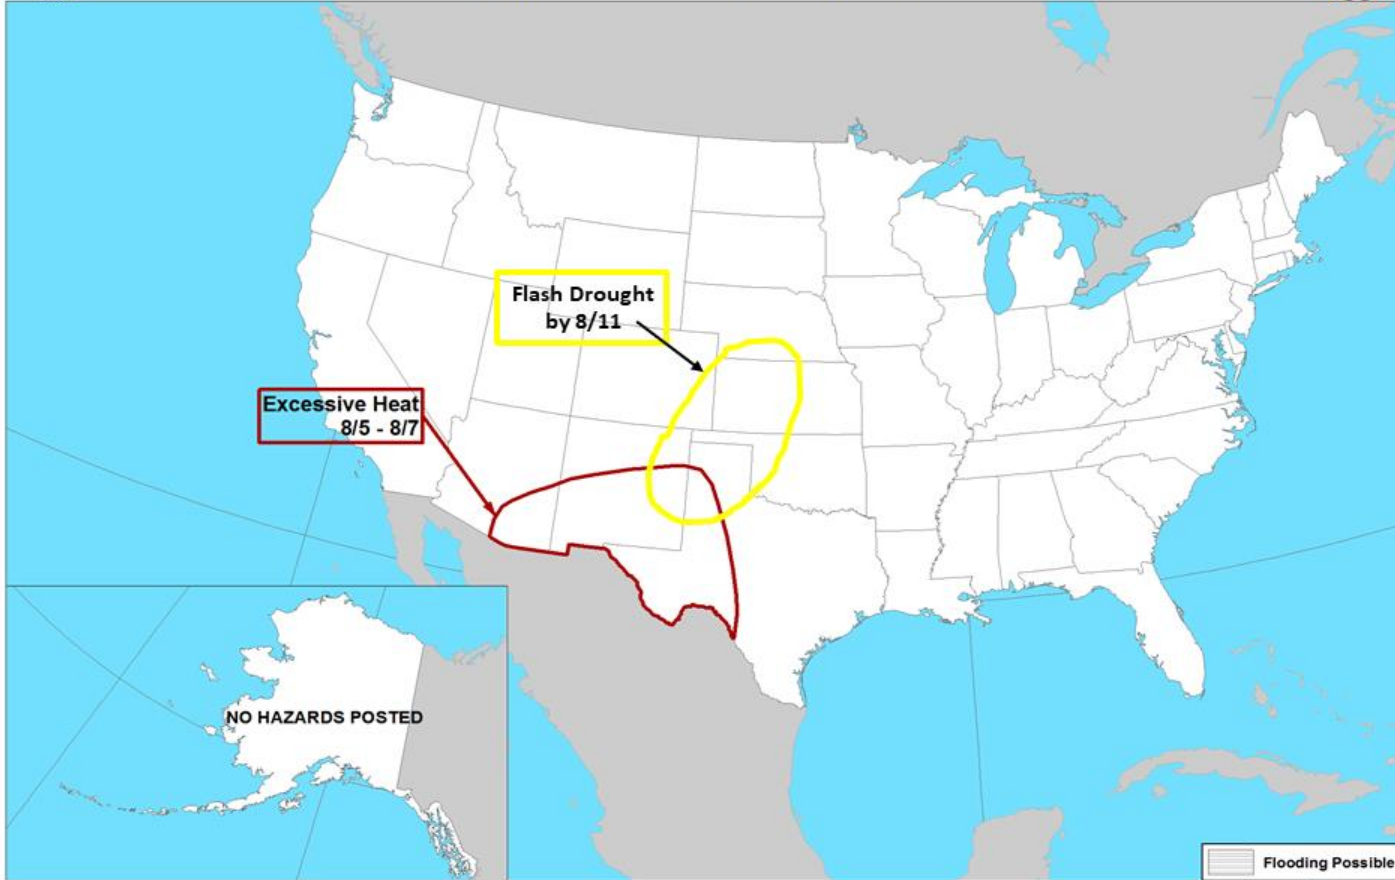 Flash Drought
by 8/11
Excessive Heat
8/5 - 8/7
NO HAZARDS POSTED
Flooding Possible